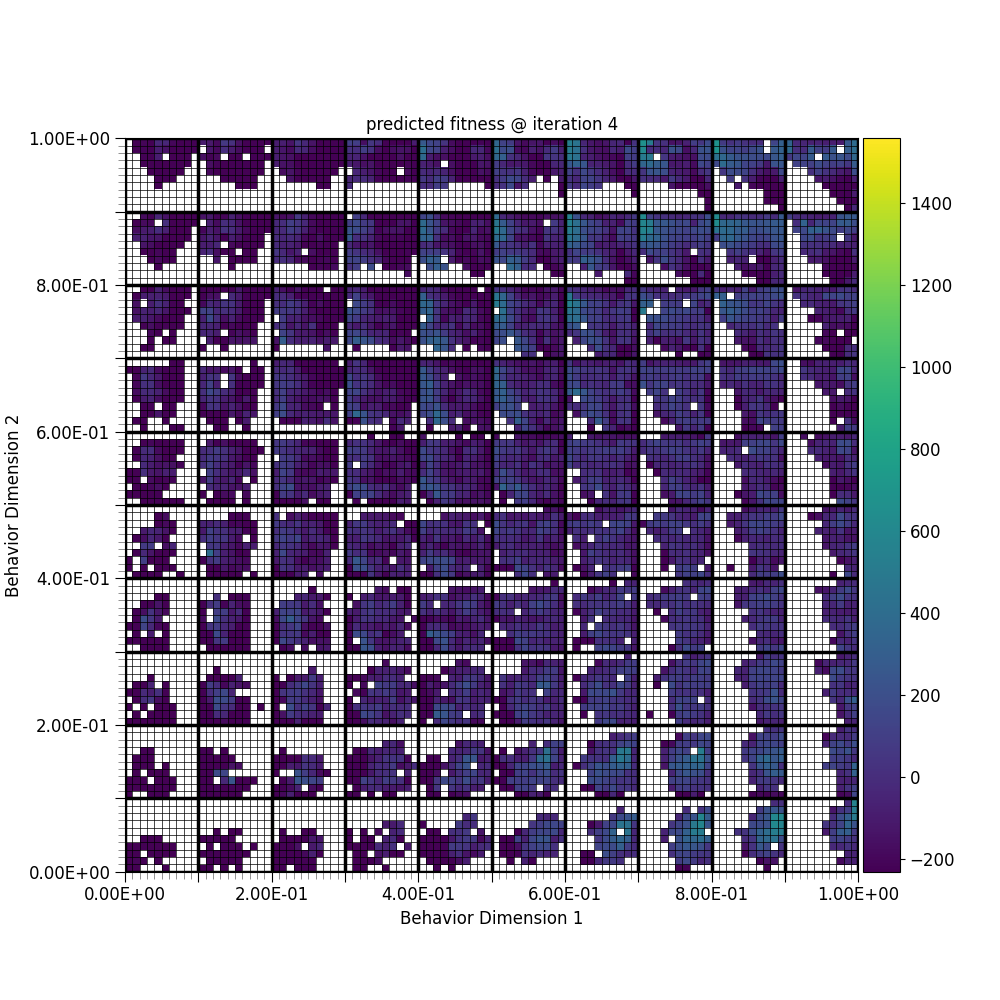 predicted fitness @ iteration 4
1.00E+00
8.00E-01
6.00E-01
4.00E-01
2.00E-01
0.00E+00
Behavior Dimension 2
0.00E+00 2.00E-01 4.00E-01 6.00E-01 8.00E-01 1.00E+00
Behavior Dimension 1
1400
1200
1000
800
600
400
200
0
−200